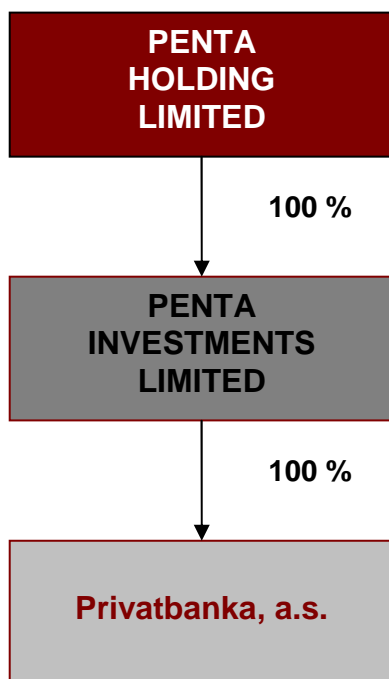 PENTA
HOLDING
LIMITED
100 %
PENTA
INVESTMENTS
LIMITED
100 %
Privatbanka, a.s.